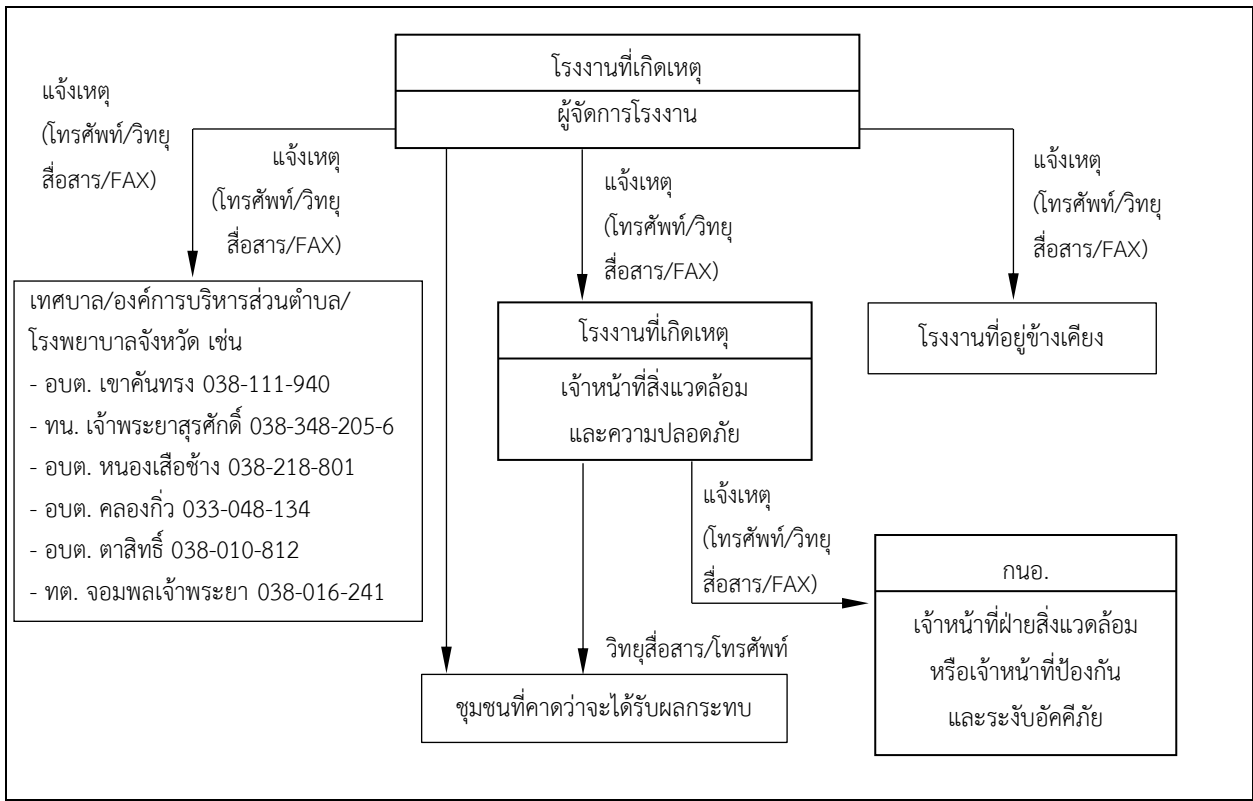 โรงงานที่เกิดเหตุ
ผู้จัดการโรงงาน
แจ้งเหตุ
(โทรศัพท์/วิทยุ
สื่อสาร/FAX)
แจ้งเหตุ
(โทรศัพท์/วิทยุ
สื่อสาร/FAX)
แจ้งเหตุ
(โทรศัพท์/วิทยุ
สื่อสาร/FAX)
แจ้งเหตุ
(โทรศัพท์/วิทยุ
สื่อสาร/FAX)
เทศบาล/องค์การบริหารส่วนตำบล/
โรงพยาบาลจังหวัด เช่น
- อบต. เขาคันทรง 038-111-940
- ทน. เจ้าพระยาสุรศักดิ์ 038-348-205-6
- อบต. หนองเสือช้าง 038-218-801
- อบต. คลองกิ่ว 033-048-134
- อบต. ตาสิทธิ์ 038-010-812
- ทต. จอมพลเจ้าพระยา 038-016-241
โรงงานที่เกิดเหตุ
เจ้าหน้าที่สิ่งแวดล้อม
และความปลอดภัย
โรงงานที่อยู่ข้างเคียง
แจ้งเหตุ
(โทรศัพท์/วิทยุ
สื่อสาร/FAX)
กนอ.
เจ้าหน้าที่ฝ่ายสิ่งแวดล้อม
หรือเจ้าหน้าที่ป้องกัน
และระงับอัคคีภัย
วิทยุสื่อสาร/โทรศัพท์
ชุมชนที่คาดว่าจะได้รับผลกระทบ